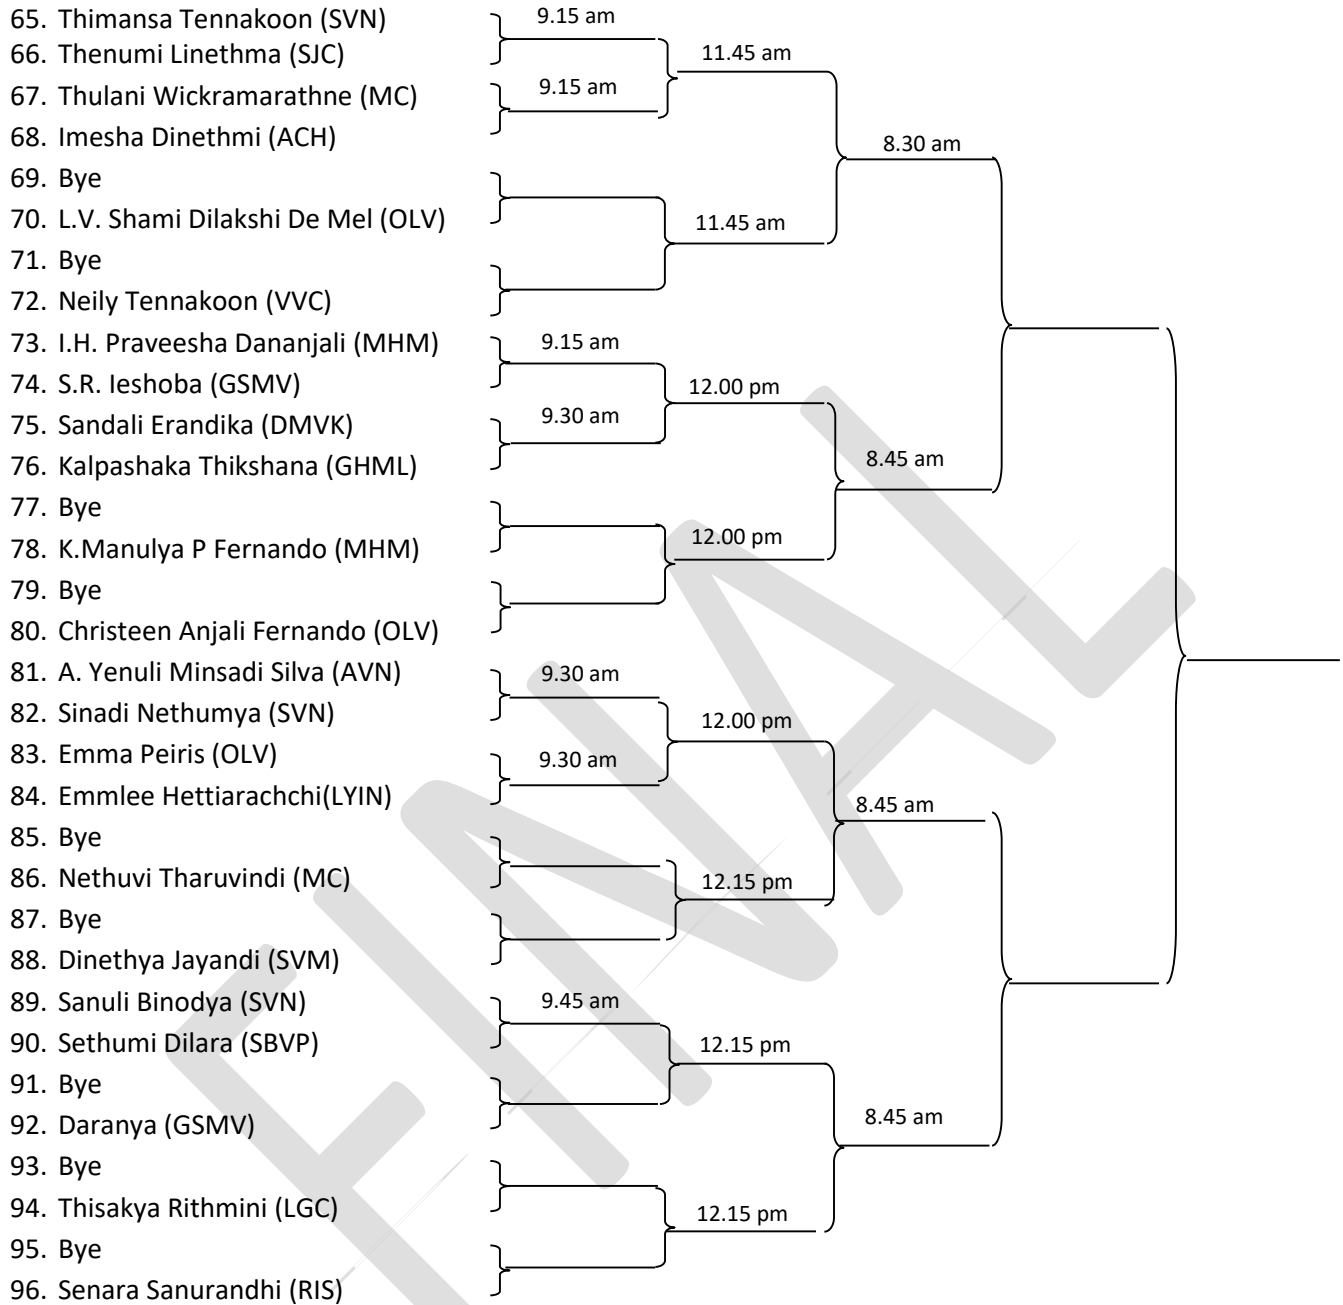 65. Thimansa Tennakoon (SVN)
9.15 am
66. Thenumi Linethma (SJC)
11.45 am
67. Thulani Wickramarathne (MC)
9.15 am
68. Imesha Dinethmi (ACH)
8.30 am
69. Bye
70. L.V. Shami Dilakshi De Mel (OLV)
11.45 am
71. Bye
72. Neily Tennakoon (VVC)
73. I.H. Praveesha Dananjali (MHM)
9.15 am
74. S.R. Ieshoba (GSMV)
12.00 pm
75. Sandali Erandika (DMVK)
9.30 am
76. Kalpashaka Thikshana (GHML)
8.45 am
77. Bye
78. K.Manulya P Fernando (MHM)
12.00 pm
79. Bye
80. Christeen Anjali Fernando (OLV)
81. A. Yenuli Minsadi Silva (AVN)
9.30 am
82. Sinadi Nethumya (SVN)
12.00 pm
83. Emma Peiris (OLV)
9.30 am
84. Emmlee Hettiarachchi(LYIN)
8.45 am
85. Bye
86. Nethuvi Tharuvindi (MC)
12.15 pm
87. Bye
88. Dinethya Jayandi (SVM)
89. Sanuli Binodya (SVN)
9.45 am
90. Sethumi Dilara (SBVP)
12.15 pm
91. Bye
92. Daranya (GSMV)
8.45 am
93. Bye
94. Thisakya Rithmini (LGC)
12.15 pm
95. Bye
96. Senara Sanurandhi (RIS)
FINAL